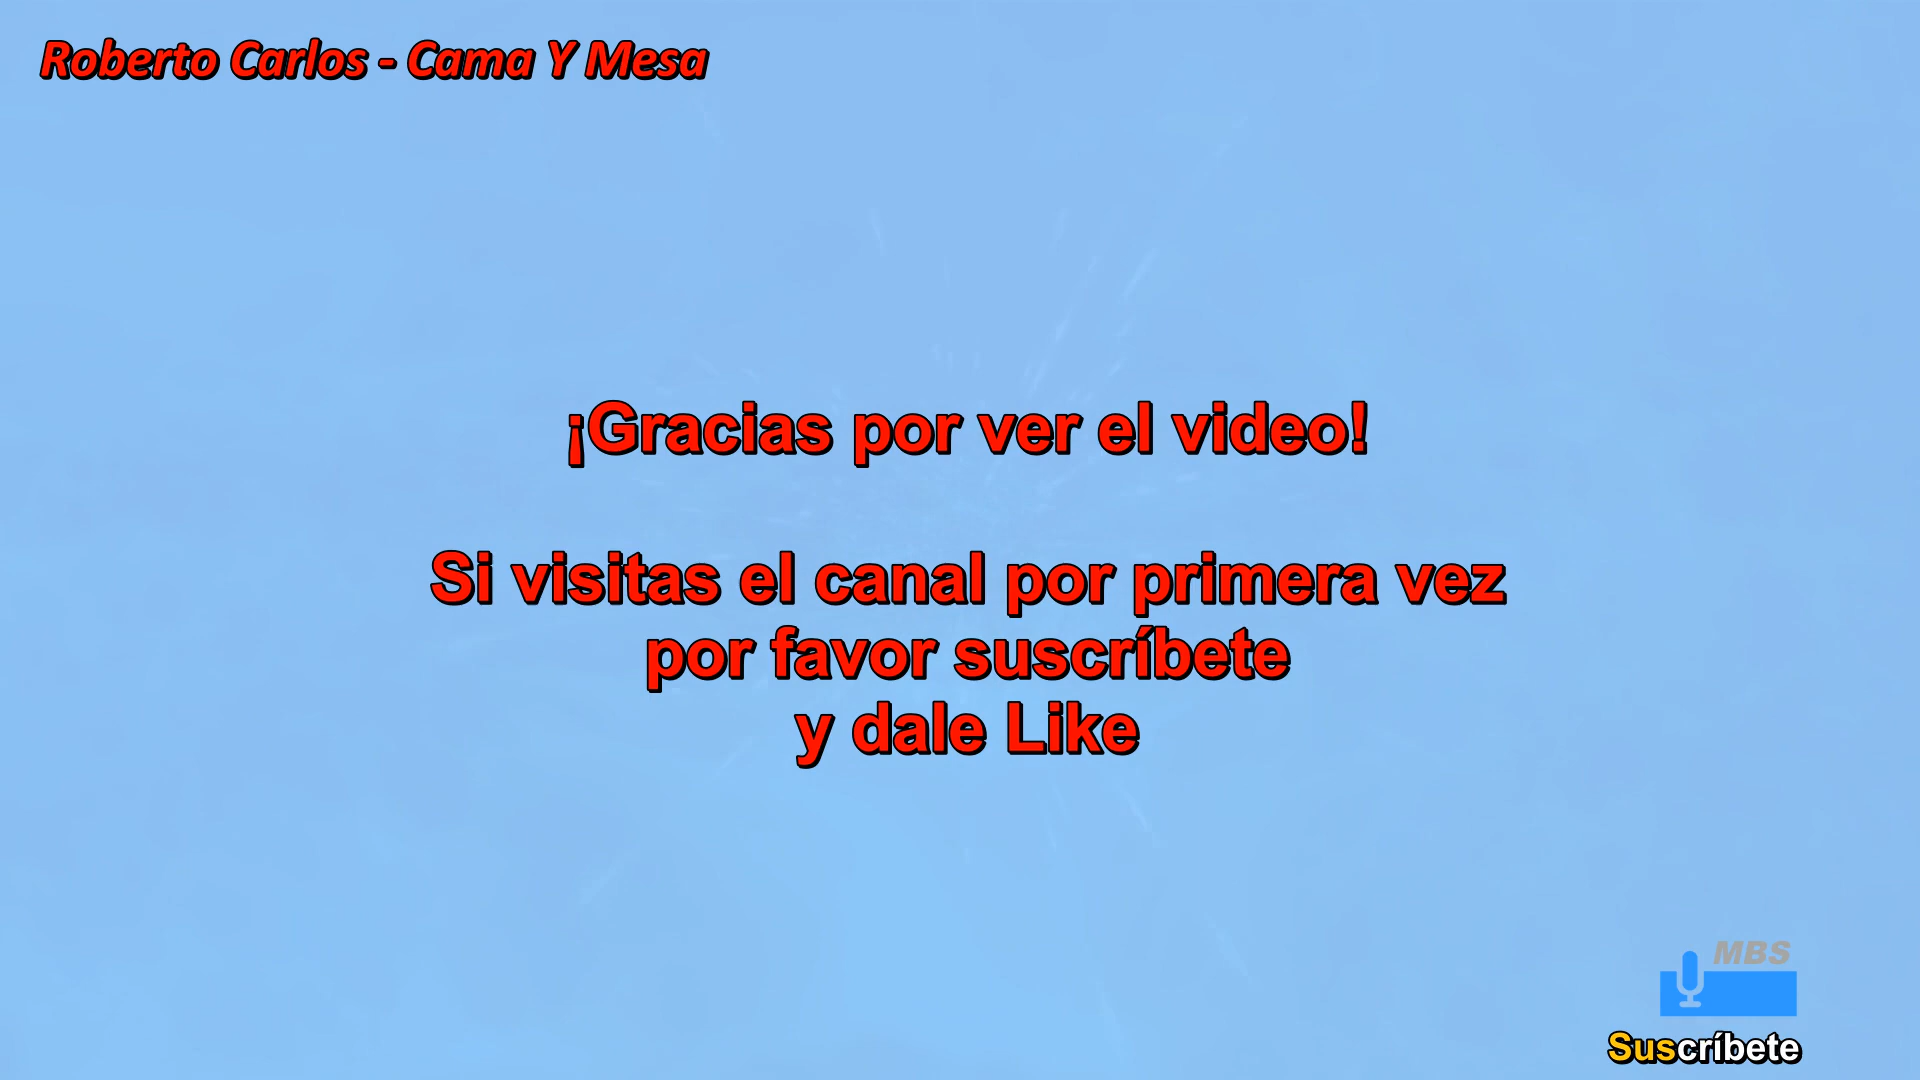 Roberto Carlos - Cama Y Mesa
¡Gracias por ver el video!
Si visitas el canal por primera vez
por favor suscríbete
y dale Like
MBS
Suscríbete